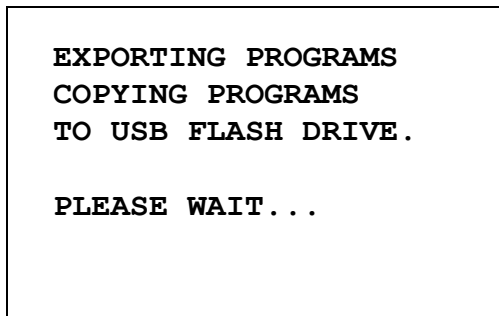 EXPORTING PROGRAMS
COPYING PROGRAMS
TO USB FLASH DRIVE.
PLEASE WAIT...